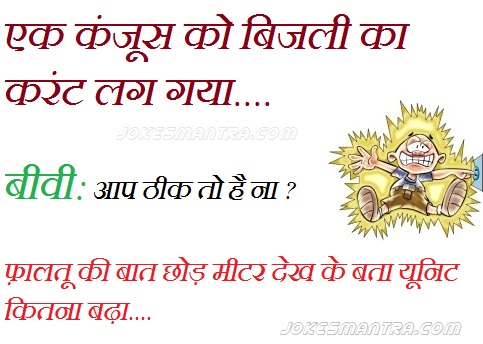 एक कंजूस को बिजली का
करंट लग गया....
JOKESMANTRA.COM
बीवी: आप ठीक तो है ना ?
फ़ालतू की बात छोड़ मीटर देख के बता यूनिट
कितना बढ़ा....
JOKESMANTRA.COM